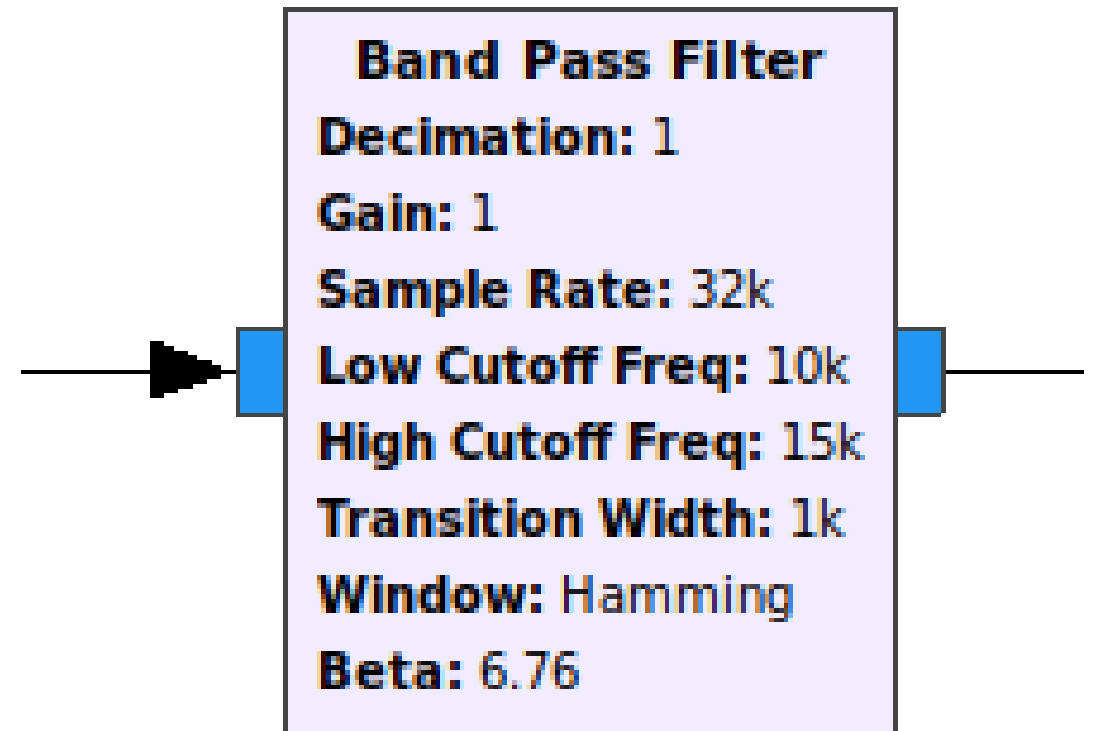 Band Pass Filter
Decimation: 1
Gain: 1
Sample Rate: 32k
Low Cutoff Freq: 10k
High Cutoff Freq: 15k
Transition Width: 1k
Window: Hamming
Beta: 6.76